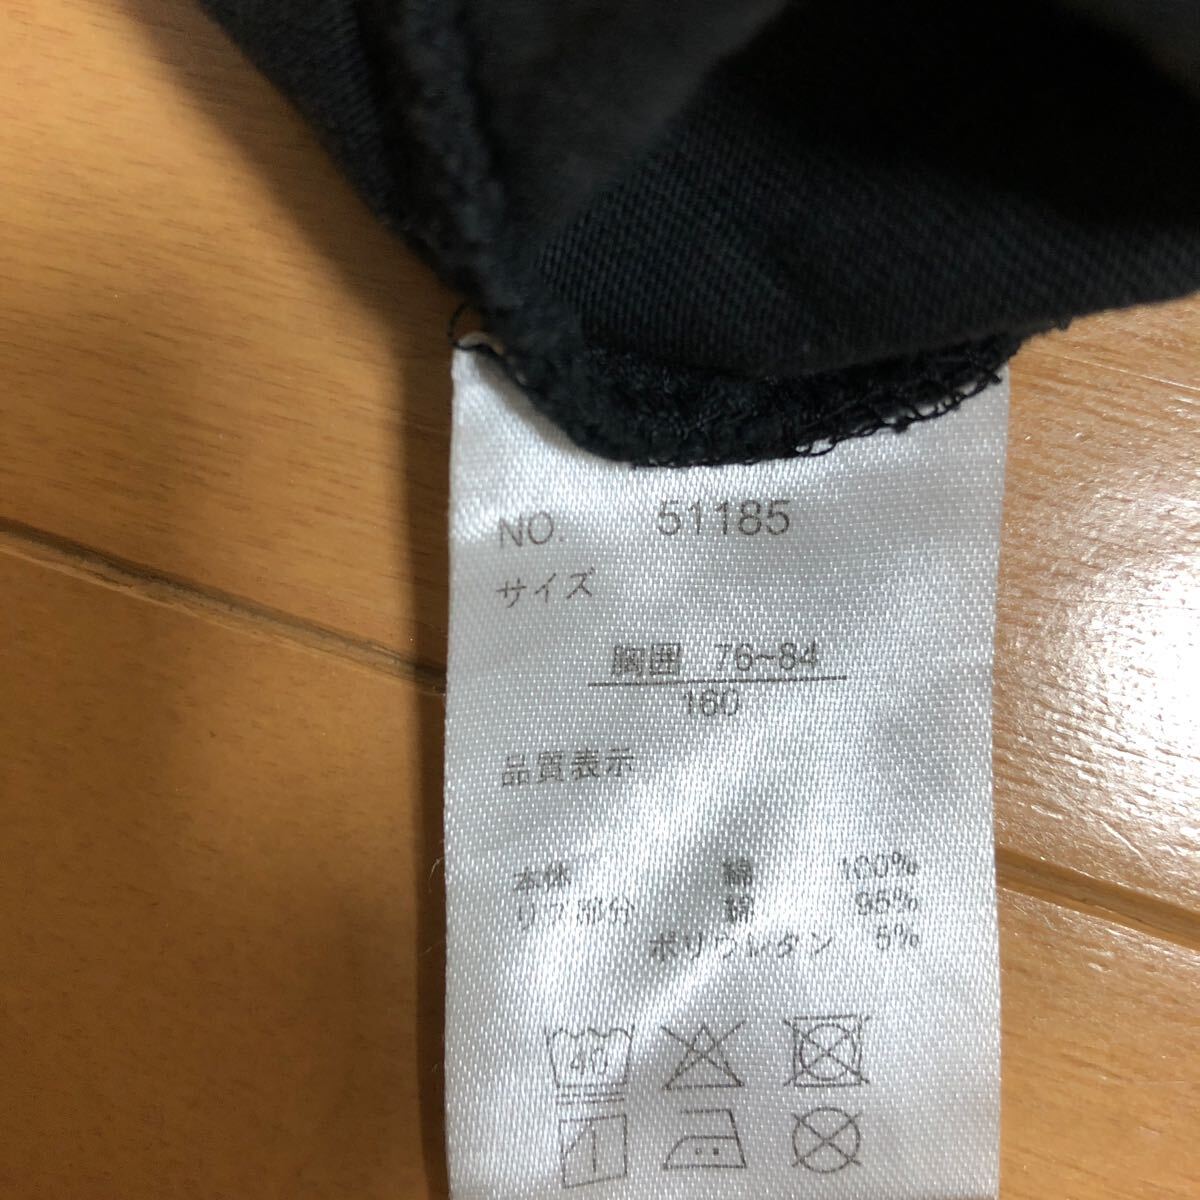 NO. 51185
サイズ
胸囲 76~84
160
品質表示
本体 綿 100%
リブ部分 綿 95%
ポリウレタン 5%
40